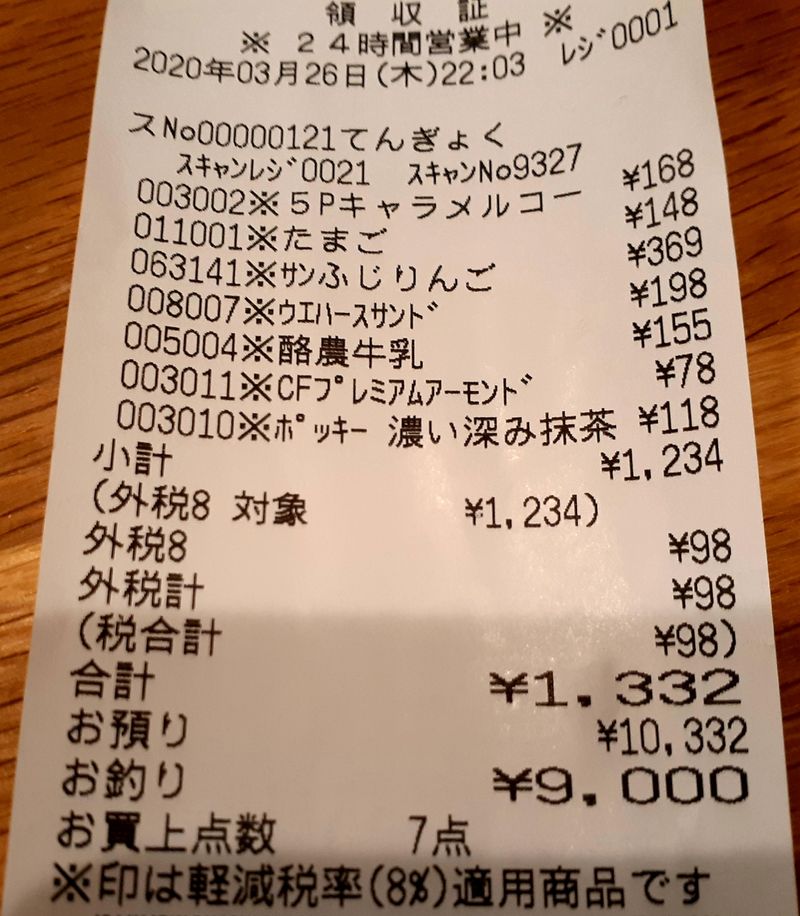 領収証
※ 24時間営業中 ※
2020年03月26日(木)22:03 レジ0001
スNo00000121てんぎょく
スキャンレジ0021 スキャンNo9327
003002※5Pキャラメルコー ¥168
011001※たまご ¥148
063141※サンふじりんご ¥369
008007※ウエハースサンド ¥198
005004※酪農牛乳 ¥155
003011※CFプレミアムアーモンド ¥78
003010※ポッキー 濃い深み抹茶 ¥118
小計 ¥1,234
(外税8 対象 ¥1,234)
外税8 ¥98
外税計 ¥98
(税合計 ¥98)
合計 ¥1,332
お預り ¥10,332
お釣り ¥9,000
お買上点数 7点
※印は軽減税率(8%)適用商品です